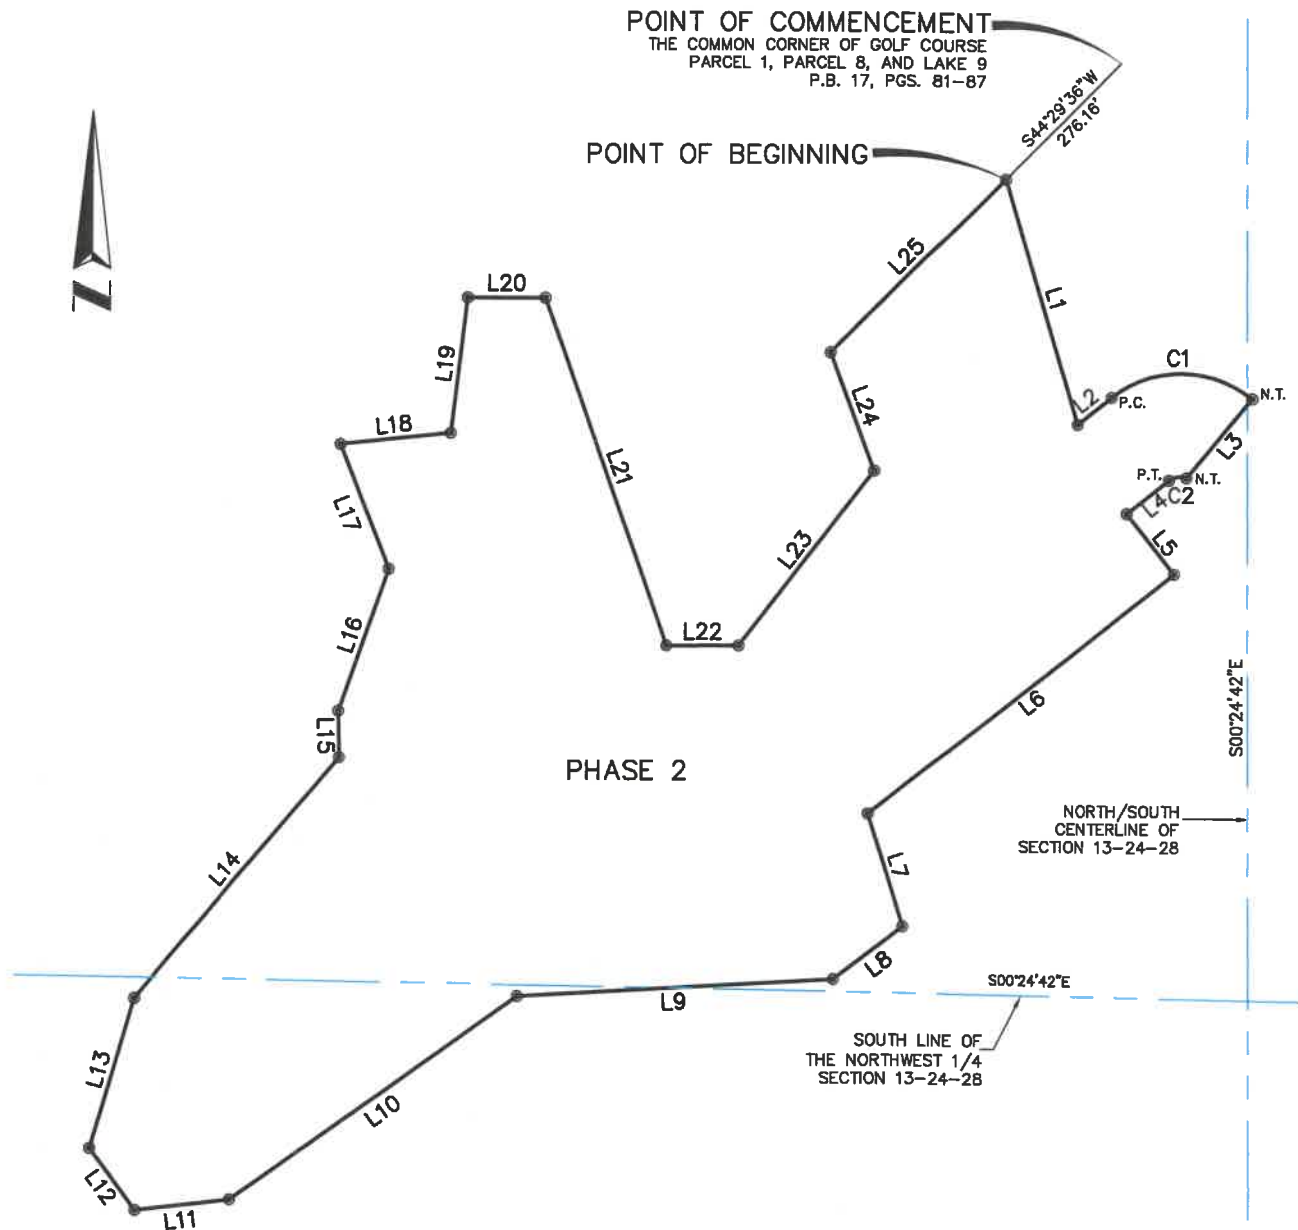 POINT OF COMMENCEMENT
THE COMMON CORNER OF GOLF COURSE
PARCEL 1, PARCEL 8, AND LAKE 9
P.B. 17, PGS. 81-87
S44°29'36"W
276.16'
POINT OF BEGINNING
N
L25
L1
L20
L19
C1
L2
P.C.
N.T.
L18
L24
L3
L21
P.T.
N.T.
L17
L4
C2
L23
L5
L16
L22
L6
S00°24'42"E
L15
PHASE 2
NORTH/SOUTH
CENTERLINE OF
SECTION 13-24-28
L14
L7
L8
S00°24'42"E
L9
SOUTH LINE OF
THE NORTHWEST 1/4
SECTION 13-24-28
L13
L10
L12
L11